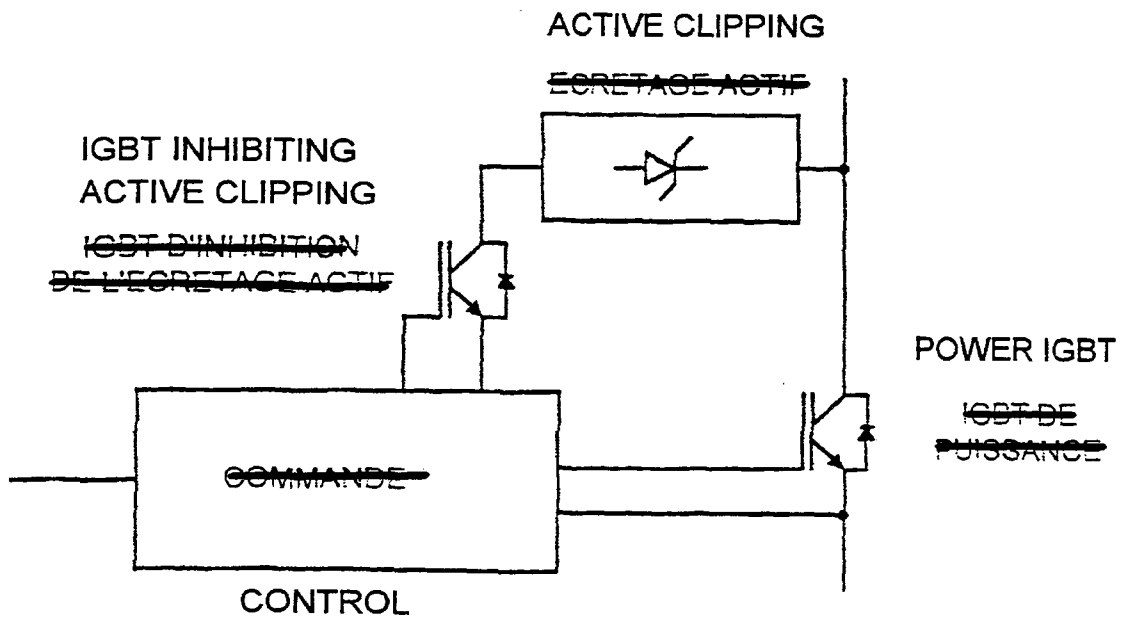 ACTIVE CLIPPING
ECRETAGE ACTIF
IGBT INHIBITING
ACTIVE CLIPPING
IGBT D'INHIBITION
DE L'ECRETAGE ACTIF
POWER IGBT
IGBT DE
PUISSANCE
COMMANDE
CONTROL